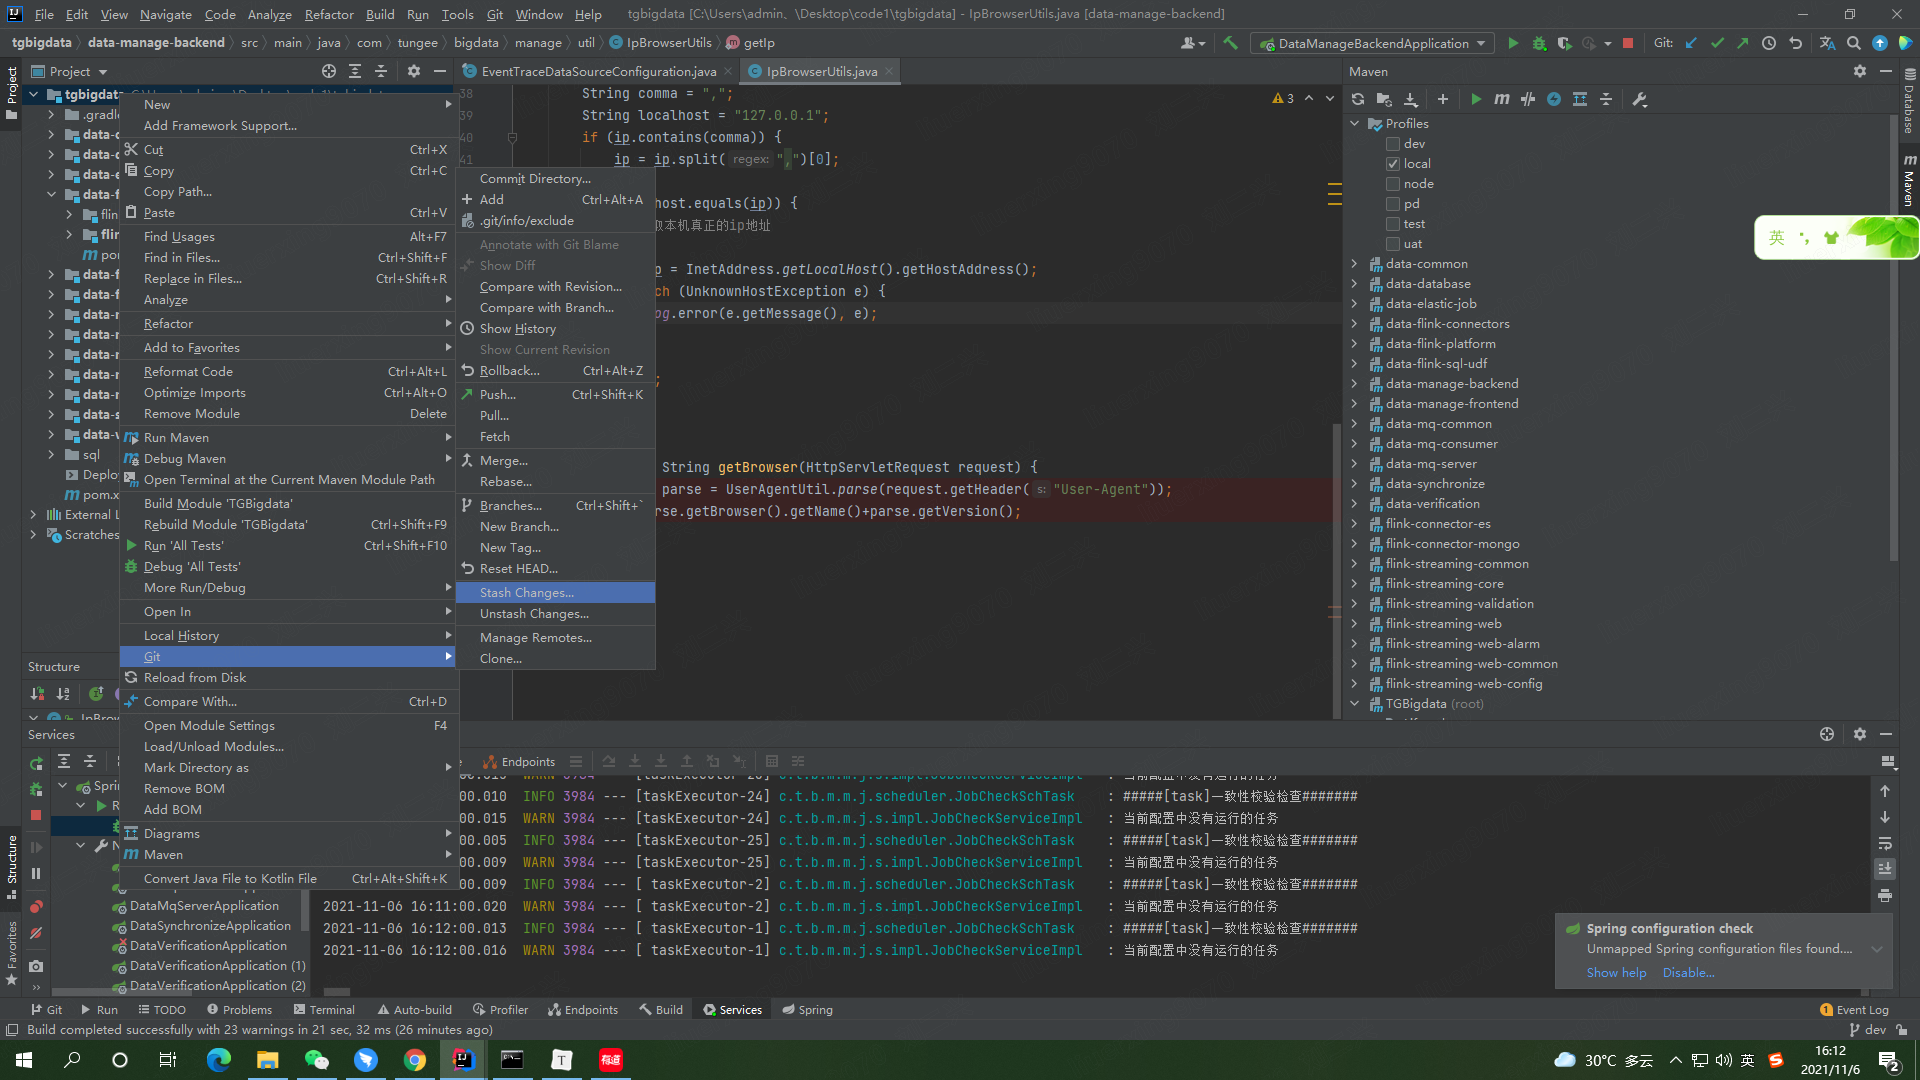 File Edit View Navigate Code Analyze Refactor Build Run Tools Git Window Help tgbigdata [C:\Users\admin、\Desktop\code1\tgbigdata] - IpBrowserUtils.java [data-manage-backend]
tgbigdata data-manage-backend src main java com tungee bigdata manage util IpBrowserUtils getIp DataManageBackendApplication Git:
Project EventTraceDataSourceConfiguration.java IpBrowserUtils.java Maven
Project
Database
Maven
Structure
Favorites
tgbigdata
.gradle
data-
data-
data-
data-f
flin
flin
pom
data-f
data-f
data-
data-
data-
data-
data-
data-s
data-v
sql
Deplo
pom.x
External L
Scratches
New
Add Framework Support...
Cut Ctrl+X
Copy Ctrl+C
Copy Path...
Paste Ctrl+V
Find Usages Alt+F7
Find in Files... Ctrl+Shift+F
Replace in Files... Ctrl+Shift+R
Analyze
Refactor
Add to Favorites
Reformat Code Ctrl+Alt+L
Optimize Imports Ctrl+Alt+O
Remove Module Delete
Run Maven
Debug Maven
Open Terminal at the Current Maven Module Path
Build Module 'TGBigdata'
Rebuild Module 'TGBigdata' Ctrl+Shift+F9
Run 'All Tests' Ctrl+Shift+F10
Debug 'All Tests'
More Run/Debug
Open In
Local History
Git
Reload from Disk
Compare With... Ctrl+D
Open Module Settings F4
Load/Unload Modules...
Mark Directory as
Remove BOM
Add BOM
Diagrams
Maven
Convert Java File to Kotlin File Ctrl+Alt+Shift+K
Commit Directory...
Add Ctrl+Alt+A
.git/info/exclude
Annotate with Git Blame
Show Diff
Compare with Revision...
Compare with Branch...
Show History
Show Current Revision
Rollback... Ctrl+Alt+Z
Push... Ctrl+Shift+K
Pull...
Fetch
Merge...
Rebase...
Branches... Ctrl+Shift+`
New Branch...
New Tag...
Reset HEAD...
Stash Changes...
Unstash Changes...
Manage Remotes...
Clone...
38 String comma = ",";
39 String localhost = "127.0.0.1";
40 if (ip.contains(comma)) {
41 ip = ip.split( regex: ",")[0];
host.equals(ip)) {
取本机真正的ip地址
p = InetAddress.getLocalHost().getHostAddress();
ch (UnknownHostException e) {
og.error(e.getMessage(), e);
;
String getBrowser(HttpServletRequest request) {
parse = UserAgentUtil.parse(request.getHeader( s: "User-Agent"));
rse.getBrowser().getName()+parse.getVersion();
3
Profiles
dev
local
node
pd
test
uat
data-common
data-database
data-elastic-job
data-flink-connectors
data-flink-platform
data-flink-sql-udf
data-manage-backend
data-manage-frontend
data-mq-common
data-mq-consumer
data-mq-server
data-synchronize
data-verification
flink-connector-es
flink-connector-mongo
flink-streaming-common
flink-streaming-core
flink-streaming-validation
flink-streaming-web
flink-streaming-web-alarm
flink-streaming-web-common
flink-streaming-web-config
TGBigdata (root)
英
Structure
IpBrow
Services
Endpoints
Sprin
R
N
DataMqServerApplication
DataSynchronizeApplication
DataVerificationApplication
DataVerificationApplication (1)
DataVerificationApplication (2)
WARN 3984 --- [taskExecutor-24] c.t.b.m.m.j.s.impl.JobCheckServiceImpl : 当前配置中没有运行的任务
00.010 INFO 3984 --- [taskExecutor-24] c.t.b.m.m.j.scheduler.JobCheckSchTask : #####[task]一致性校验检查#######
00.015 WARN 3984 --- [taskExecutor-24] c.t.b.m.m.j.s.impl.JobCheckServiceImpl : 当前配置中没有运行的任务
00.005 INFO 3984 --- [taskExecutor-25] c.t.b.m.m.j.scheduler.JobCheckSchTask : #####[task]一致性校验检查#######
00.009 WARN 3984 --- [taskExecutor-25] c.t.b.m.m.j.s.impl.JobCheckServiceImpl : 当前配置中没有运行的任务
00.009 INFO 3984 --- [ taskExecutor-2] c.t.b.m.m.j.scheduler.JobCheckSchTask : #####[task]一致性校验检查#######
2021-11-06 16:11:00.020 WARN 3984 --- [ taskExecutor-2] c.t.b.m.m.j.s.impl.JobCheckServiceImpl : 当前配置中没有运行的任务
2021-11-06 16:12:00.013 INFO 3984 --- [ taskExecutor-1] c.t.b.m.m.j.scheduler.JobCheckSchTask : #####[task]一致性校验检查#######
2021-11-06 16:12:00.016 WARN 3984 --- [ taskExecutor-1] c.t.b.m.m.j.s.impl.JobCheckServiceImpl : 当前配置中没有运行的任务
Spring configuration check
Unmapped Spring configuration files found....
Show help Disable...
Git Run TODO Problems Terminal Auto-build Profiler Endpoints Build Services Spring 1 Event Log
Build completed successfully with 23 warnings in 21 sec, 32 ms (26 minutes ago) dev
30°C 多云 英 16:12
2021/11/6 2